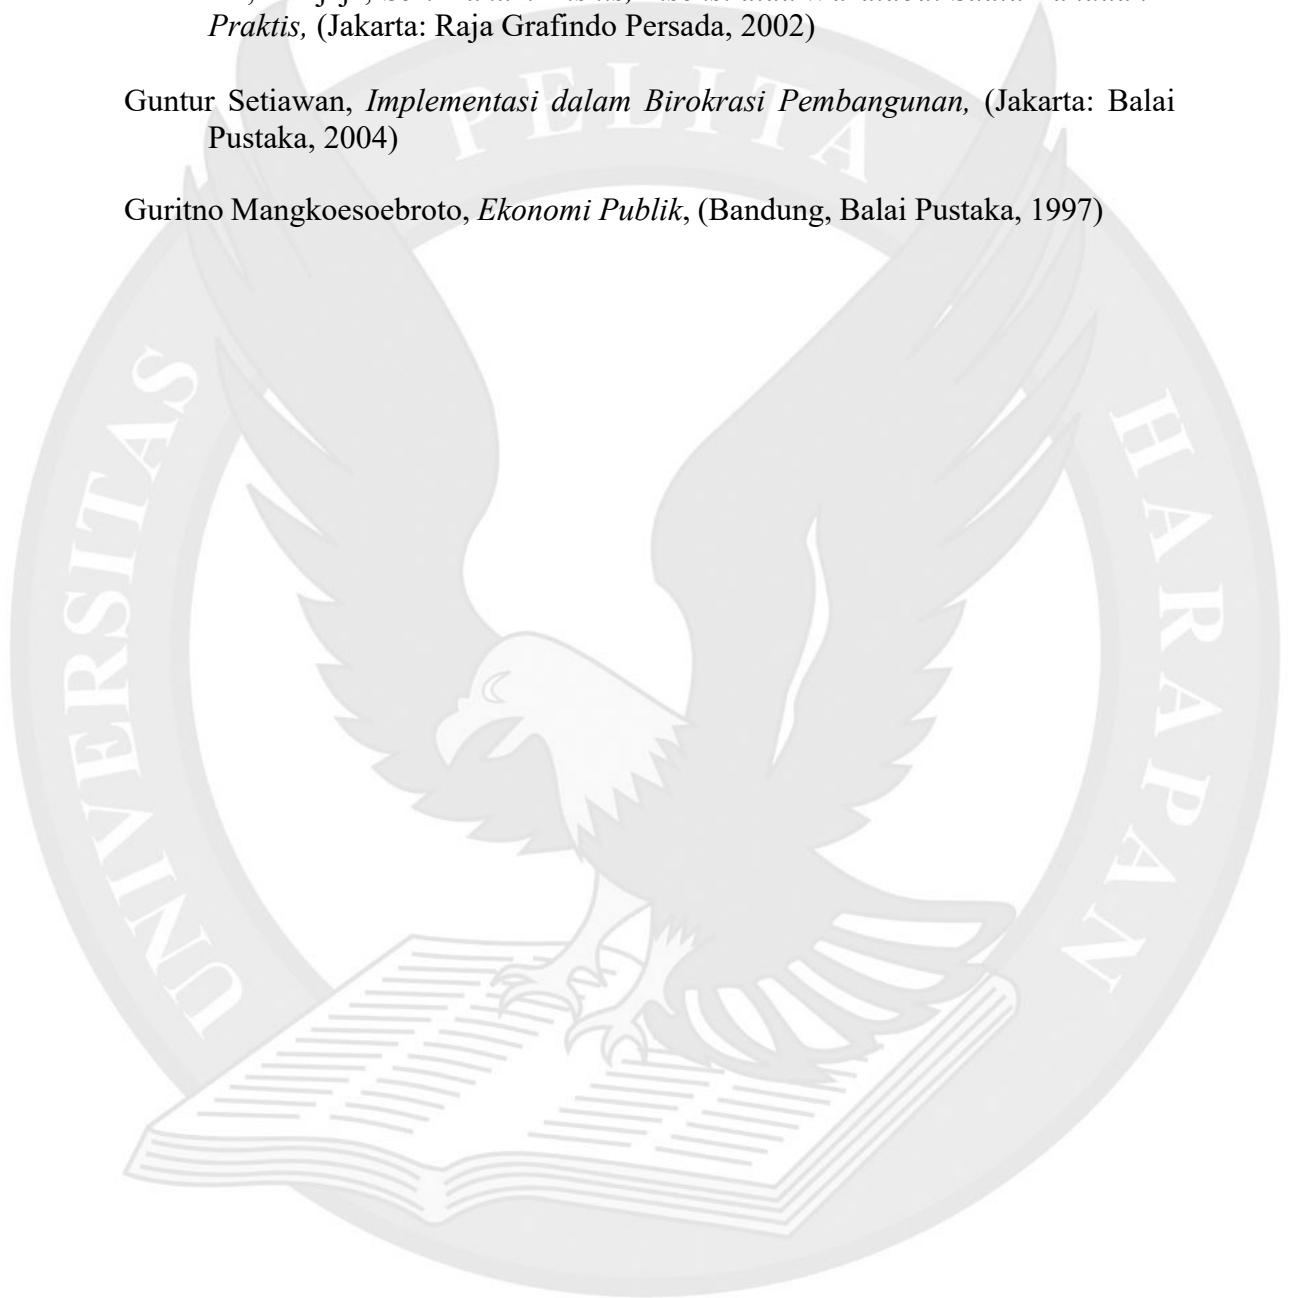 Praktis, (Jakarta: Raja Grafindo Persada, 2002)
Guntur Setiawan, Implementasi dalam Birokrasi Pembangunan, (Jakarta: Balai
Pustaka, 2004)
Guritno Mangkoesoebroto, Ekonomi Publik, (Bandung, Balai Pustaka, 1997)
UNIVERSITAS PELITA HARAPAN